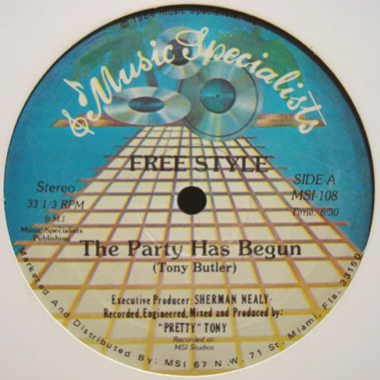 Music Specialists
FREE STYLE
Stereo
33 1/3 RPM
BMI
Music Specialists
Publishing
SIDE-A
MSI-108
Time: 6:30
The Party Has Begun
(Tony Butler)
Executive Producer: SHERMAN NEALY
Recorded, Engineered, Mixed and Produced by:
"PRETTY" TONY
Recorded at:
MSI Studios
Marketed And Distributed By: MSI 67 N.W. 71 St. Miami, Fla. 33150